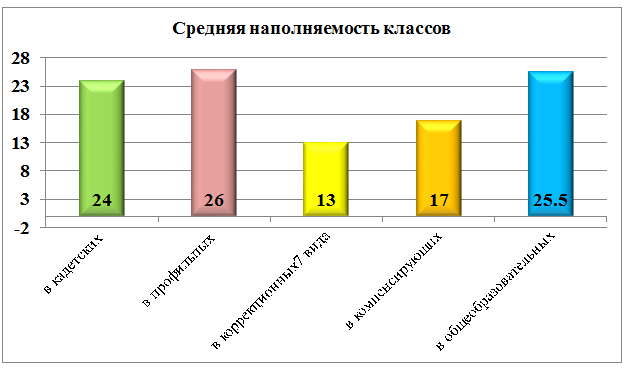 Средняя наполняемость классов
28
23
18
13
8
3
-2
24
26
13
17
25.5
в кадетских
в профильных
в коррекционных7 вида
в компенсирующих
в общеобразовательных